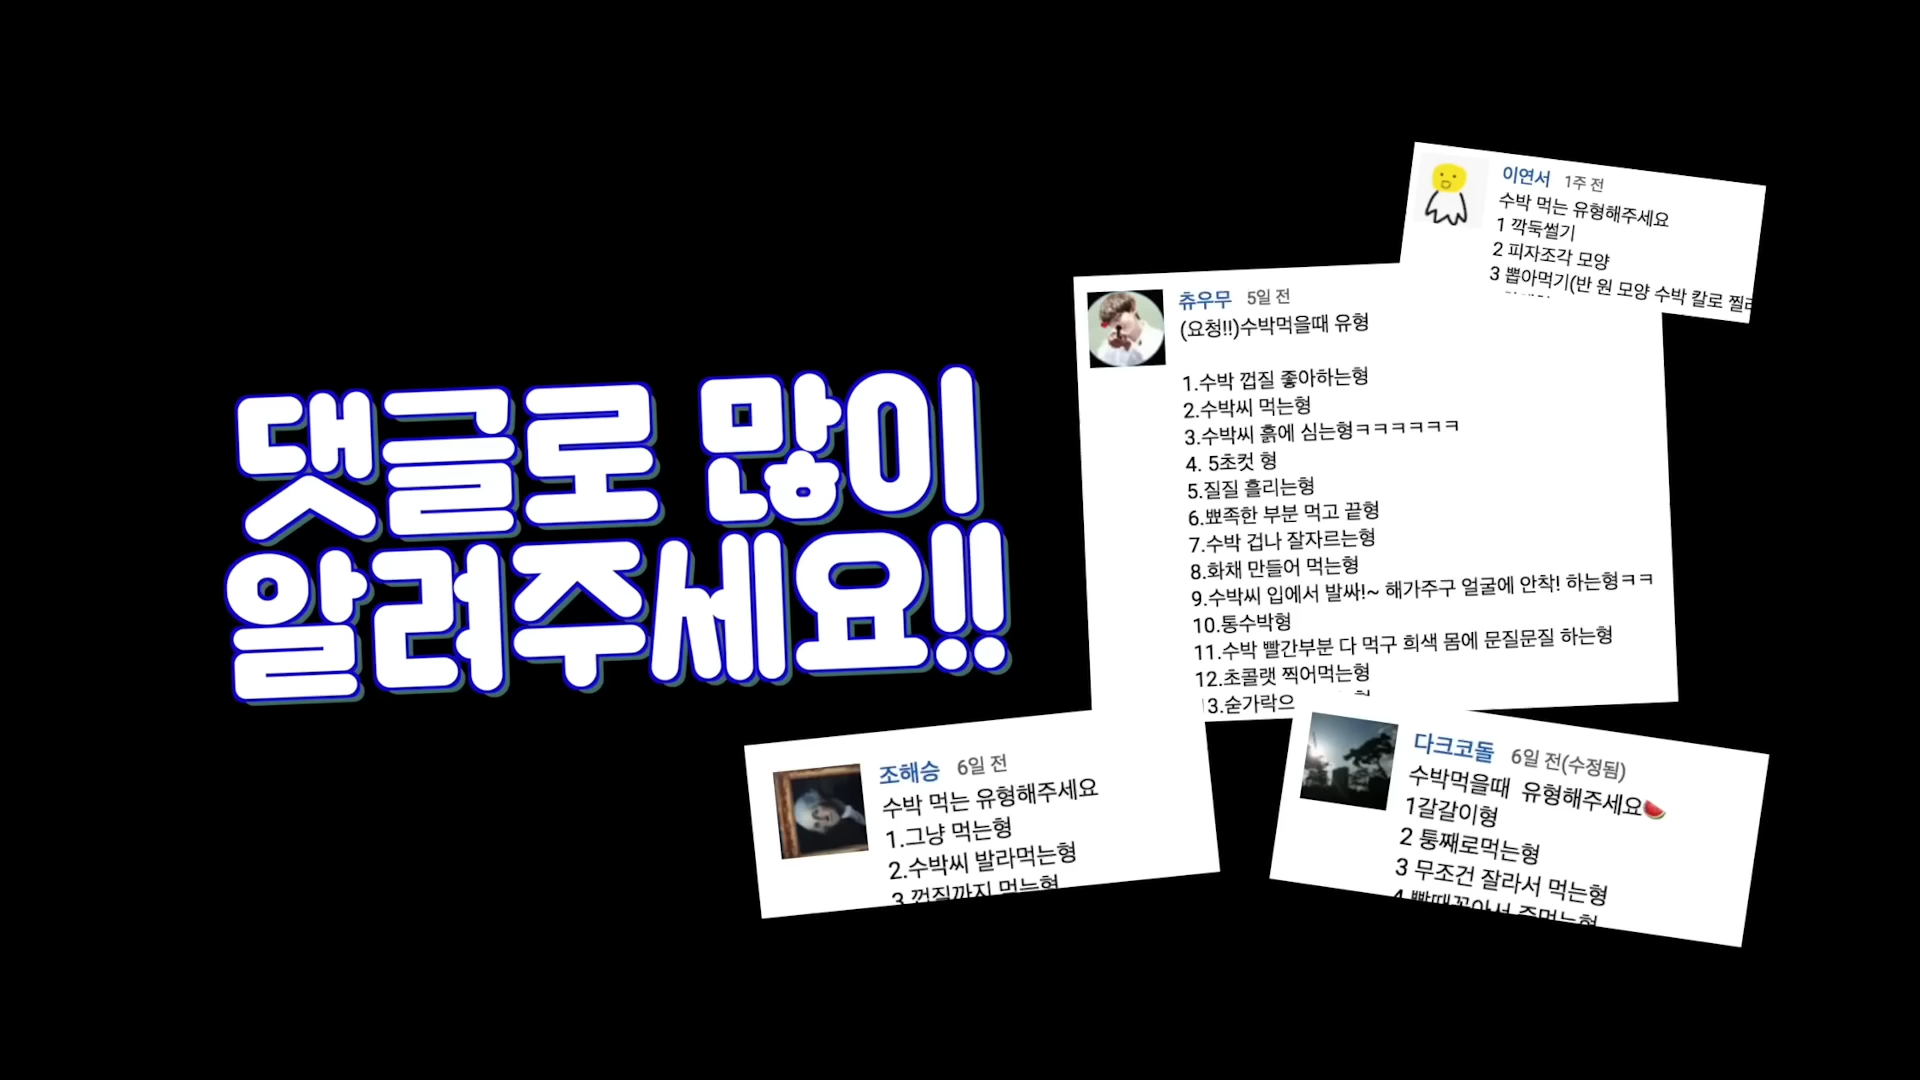 댓글로 많이
알려주세요!!
이연서 1주 전
수박 먹는 유형해주세요
1 깍둑썰기
2 피자조각 모양
3 뽑아먹기(반 원 모양 수박 칼로 찔러
츄우무 5일 전
(요청!!)수박먹을때 유형
1.수박 껍질 좋아하는형
2.수박씨 먹는형
3.수박씨 흙에 심는형ㅋㅋㅋㅋㅋㅋ
4. 5초컷 형
5.질질 흘리는형
6.뾰족한 부분 먹고 끝형
7.수박 겁나 잘자르는형
8.화채 만들어 먹는형
9.수박씨 입에서 발싸!~ 해가주구 얼굴에 안착! 하는형ㅋㅋ
10.통수박형
11.수박 빨간부분 다 먹구 희색 몸에 문질문질 하는형
12.초콜랫 찍어먹는형
13.숟가락으
조해승 6일 전
수박 먹는 유형해주세요
1.그냥 먹는형
2.수박씨 발라먹는형
3.껍질까지 먹는형
다크코돌 6일 전(수정됨)
수박먹을때 유형해주세요🍉
1갈갈이형
2 퉁째로먹는형
3 무조건 잘라서 먹는형